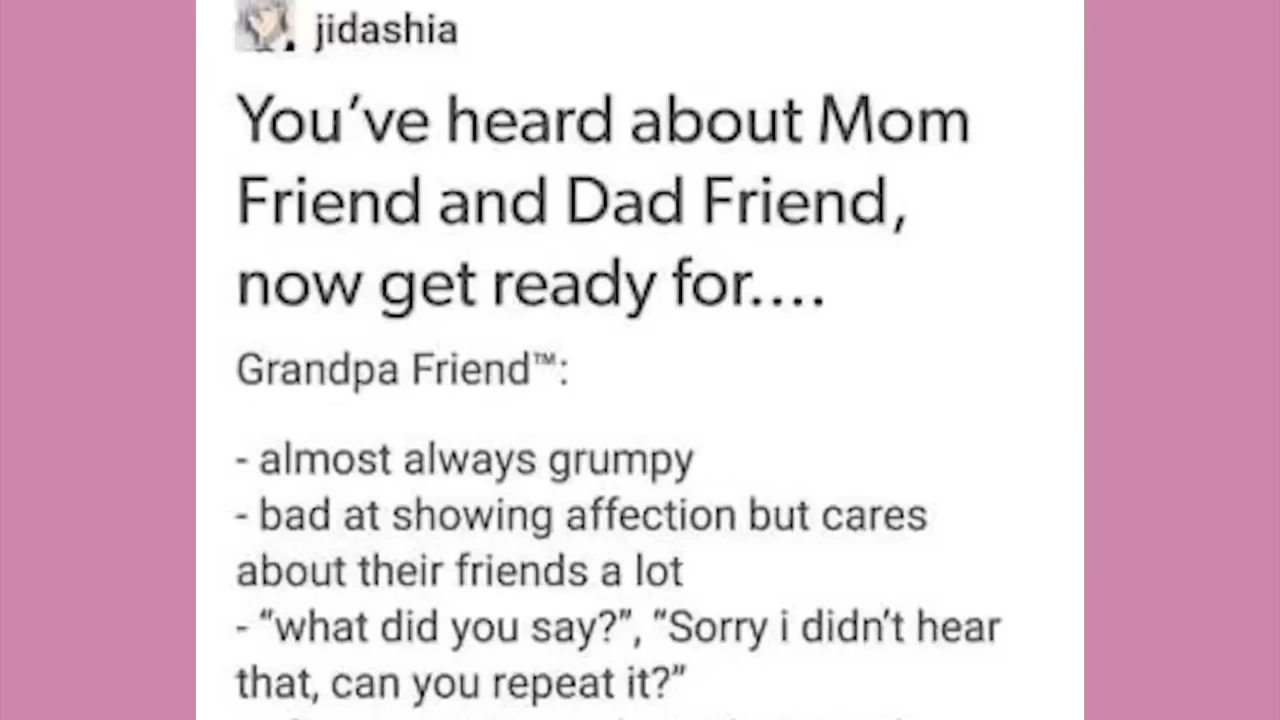 jidashia
You’ve heard about Mom
Friend and Dad Friend,
now get ready for....
Grandpa Friend™:
- almost always grumpy
- bad at showing affection but cares
about their friends a lot
- “what did you say?”, “Sorry i didn’t hear
that, can you repeat it?”